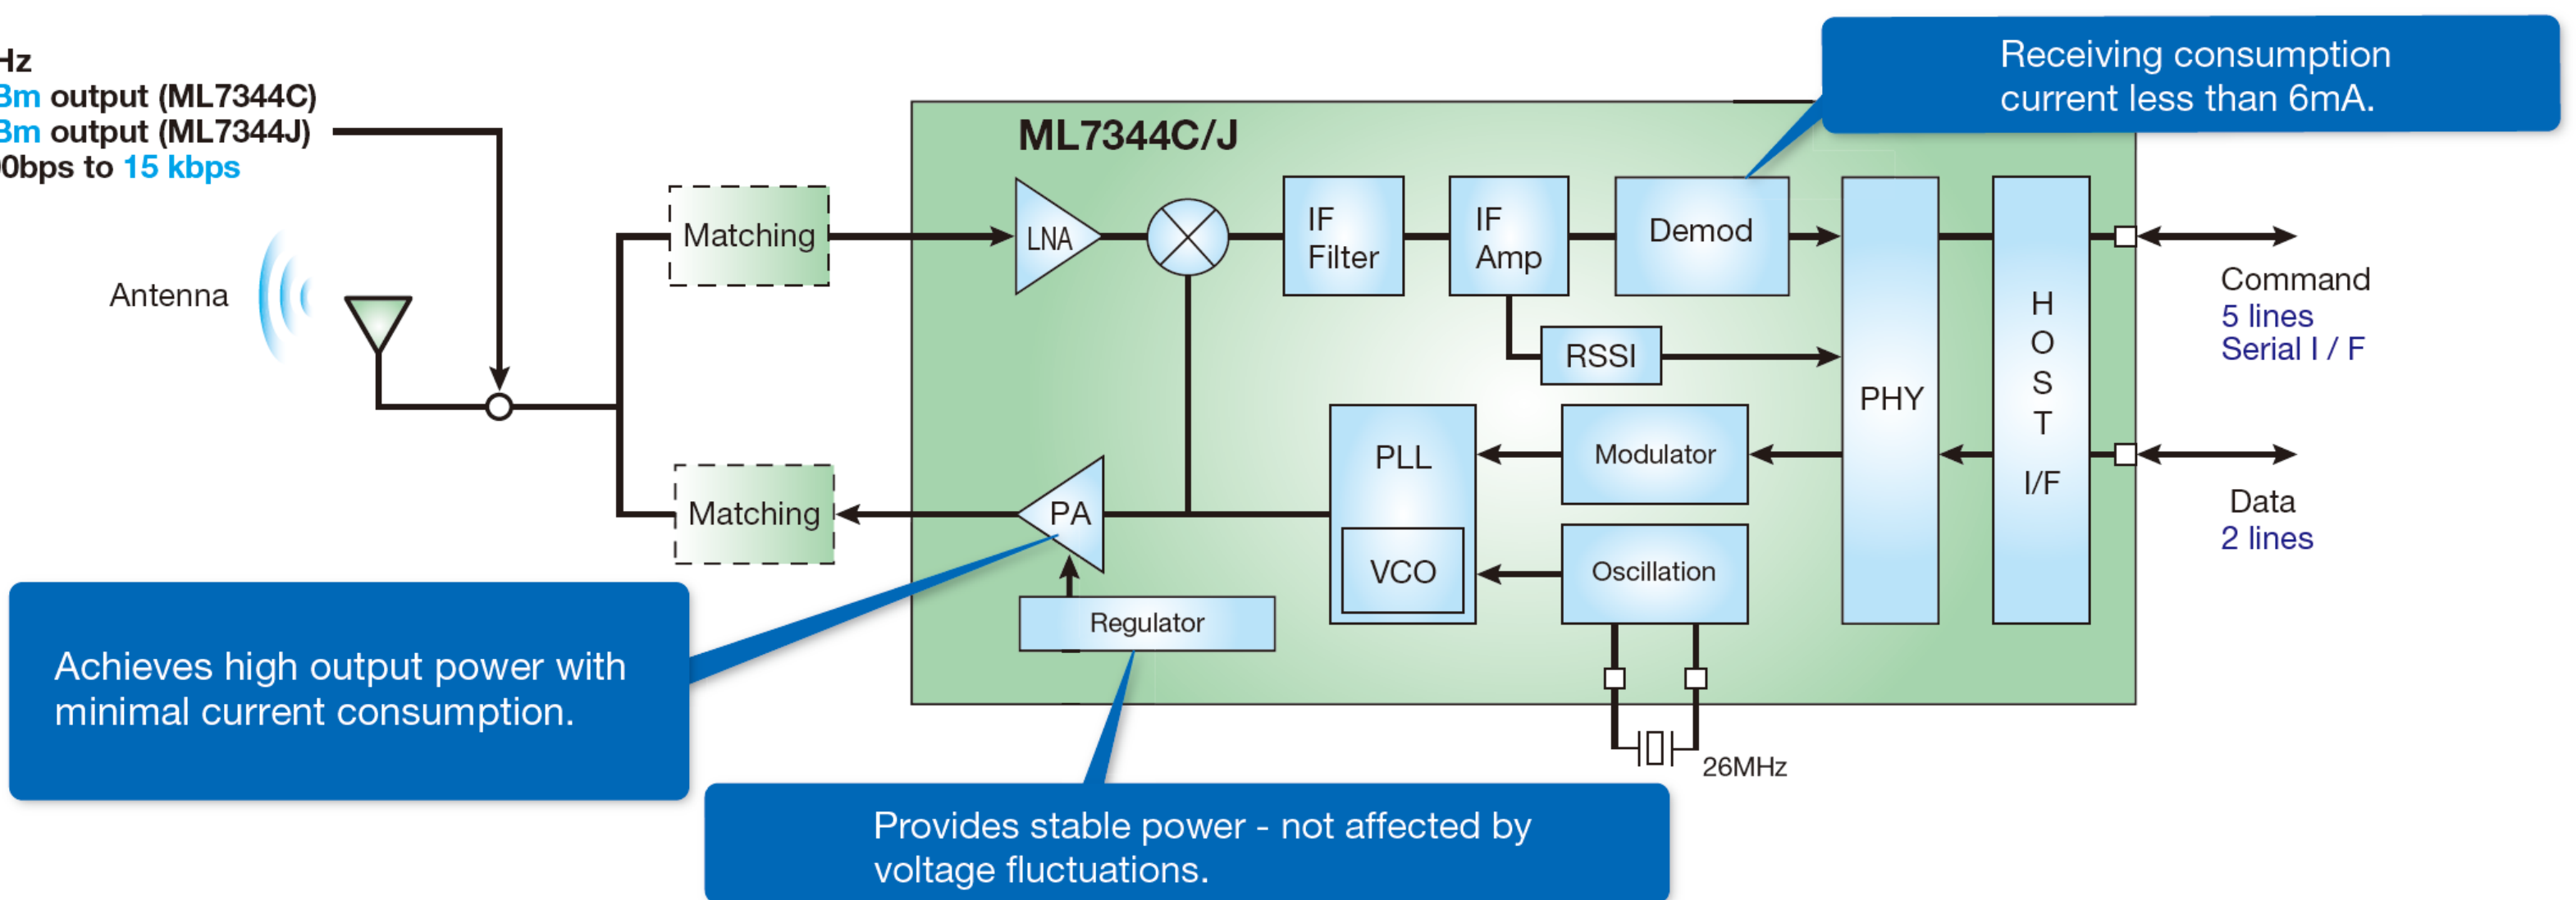 Hz
Bm output (ML7344C)
Bm output (ML7344J)
0bps to 15 kbps
Receiving consumption
current less than 6mA.
ML7344C/J
Antenna
Matching
LNA
IF
Filter
IF
Amp
Demod
RSSI
PHY
H
O
S
T
I/F
Command
5 lines
Serial I / F
Matching
PA
PLL
VCO
Modulator
Oscillation
Regulator
Data
2 lines
26MHz
Achieves high output power with
minimal current consumption.
Provides stable power - not affected by
voltage fluctuations.